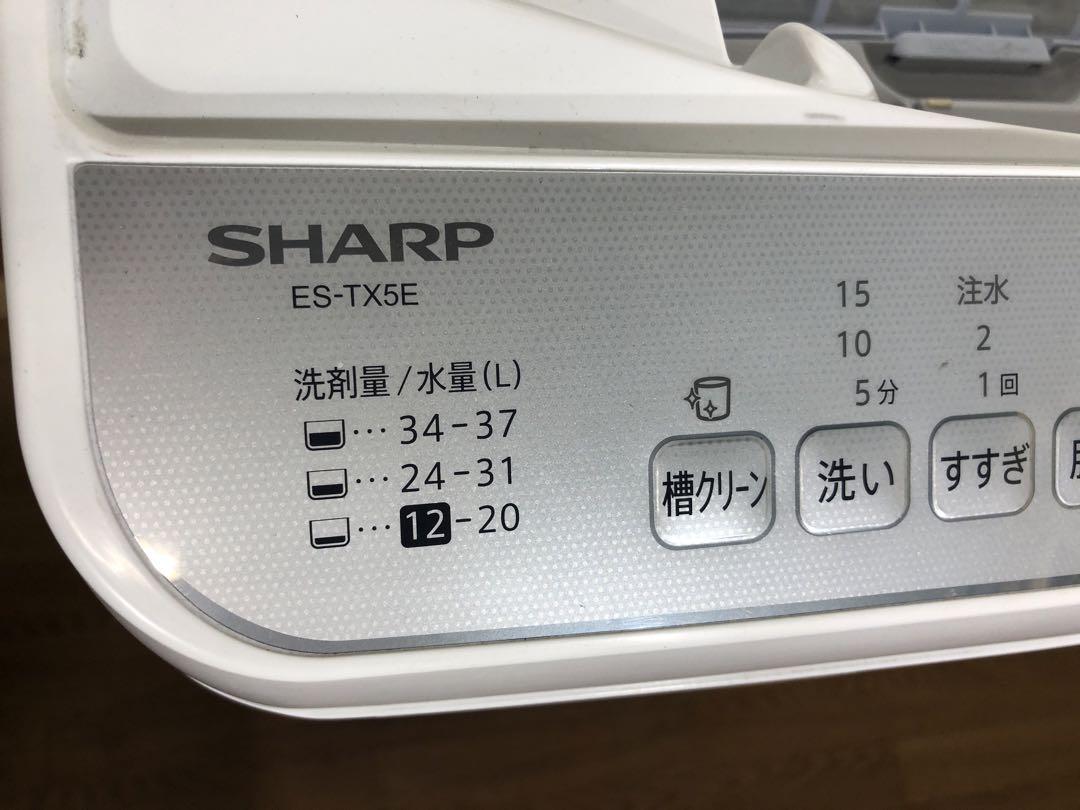 SHARP
ES-TX5E
洗剤量/水量(L)
… 34-37
… 24-31
… 12-20
15
10
5分
注水
2
1回
槽クリーン
洗い
すすぎ